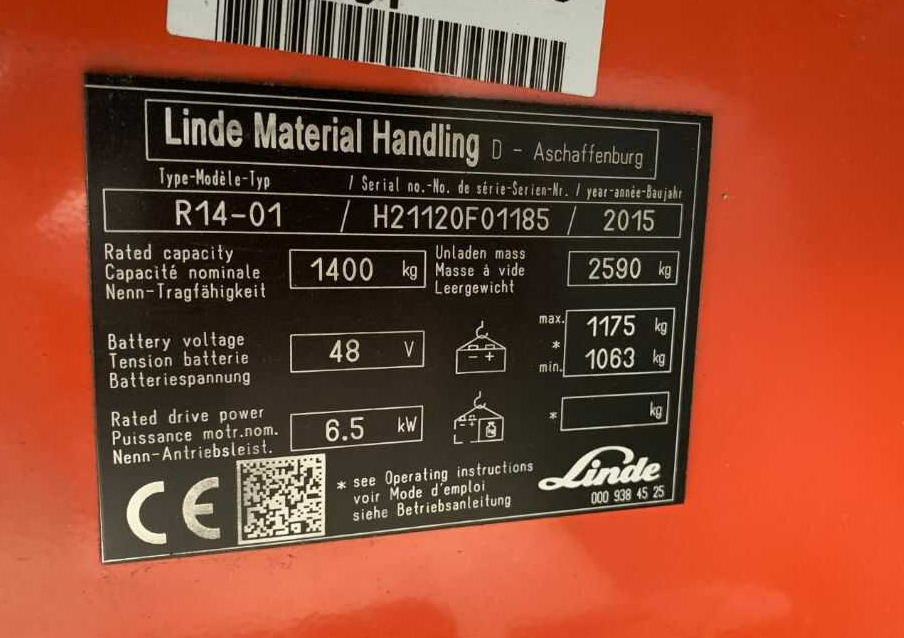 Linde Material Handling D - Aschaffenburg
Type-Modèle-Typ / Serial no.-No. de série-Serien-Nr. / year-année-Baujahr
R14-01 / H21120F01185 / 2015
Rated capacity
Capacité nominale
Nenn-Tragfähigkeit
1400 kg
Unladen mass
Masse à vide
Leergewicht
2590 kg
Battery voltage
Tension batterie
Batteriespannung
48 V
- +
max. 1175 kg
*
min. 1063 kg
Rated drive power
Puissance motr.nom.
Nenn-Antriebsleist.
6.5 kW
* kg
CE
* see Operating instructions
voir Mode d'emploi
siehe Betriebsanleitung
Linde
000 938 45 25